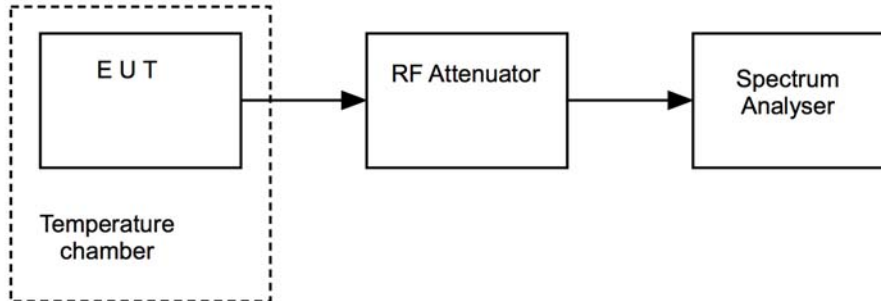 E U T
RF Attenuator
Spectrum
Analyser
Temperature
chamber